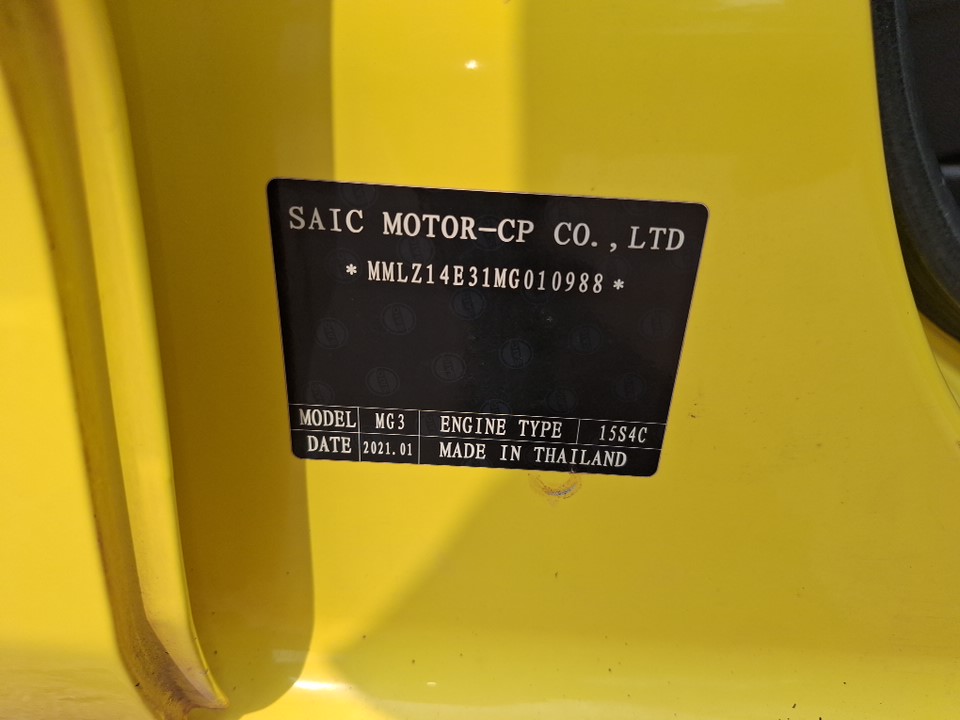 SAIC MOTOR-CP CO.,LTD
*MMLZ14E31MG010988*
MODEL MG3 ENGINE TYPE 15S4C
DATE 2021.01 MADE IN THAILAND